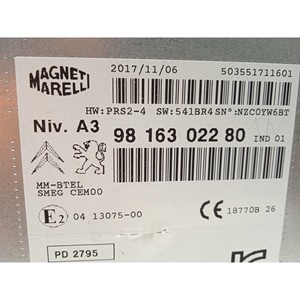 MAGNETI
MARELLI
2017/11/06
503551711601
HW:PRS2-4 SW:541BR4 SN°:NZC0YW6BT
Niv. A3
98 163 022 80 IND 01
MM-BTEL
SMEG CEM00
E2 04 13075-00
CE 18770B 26
PD 2795